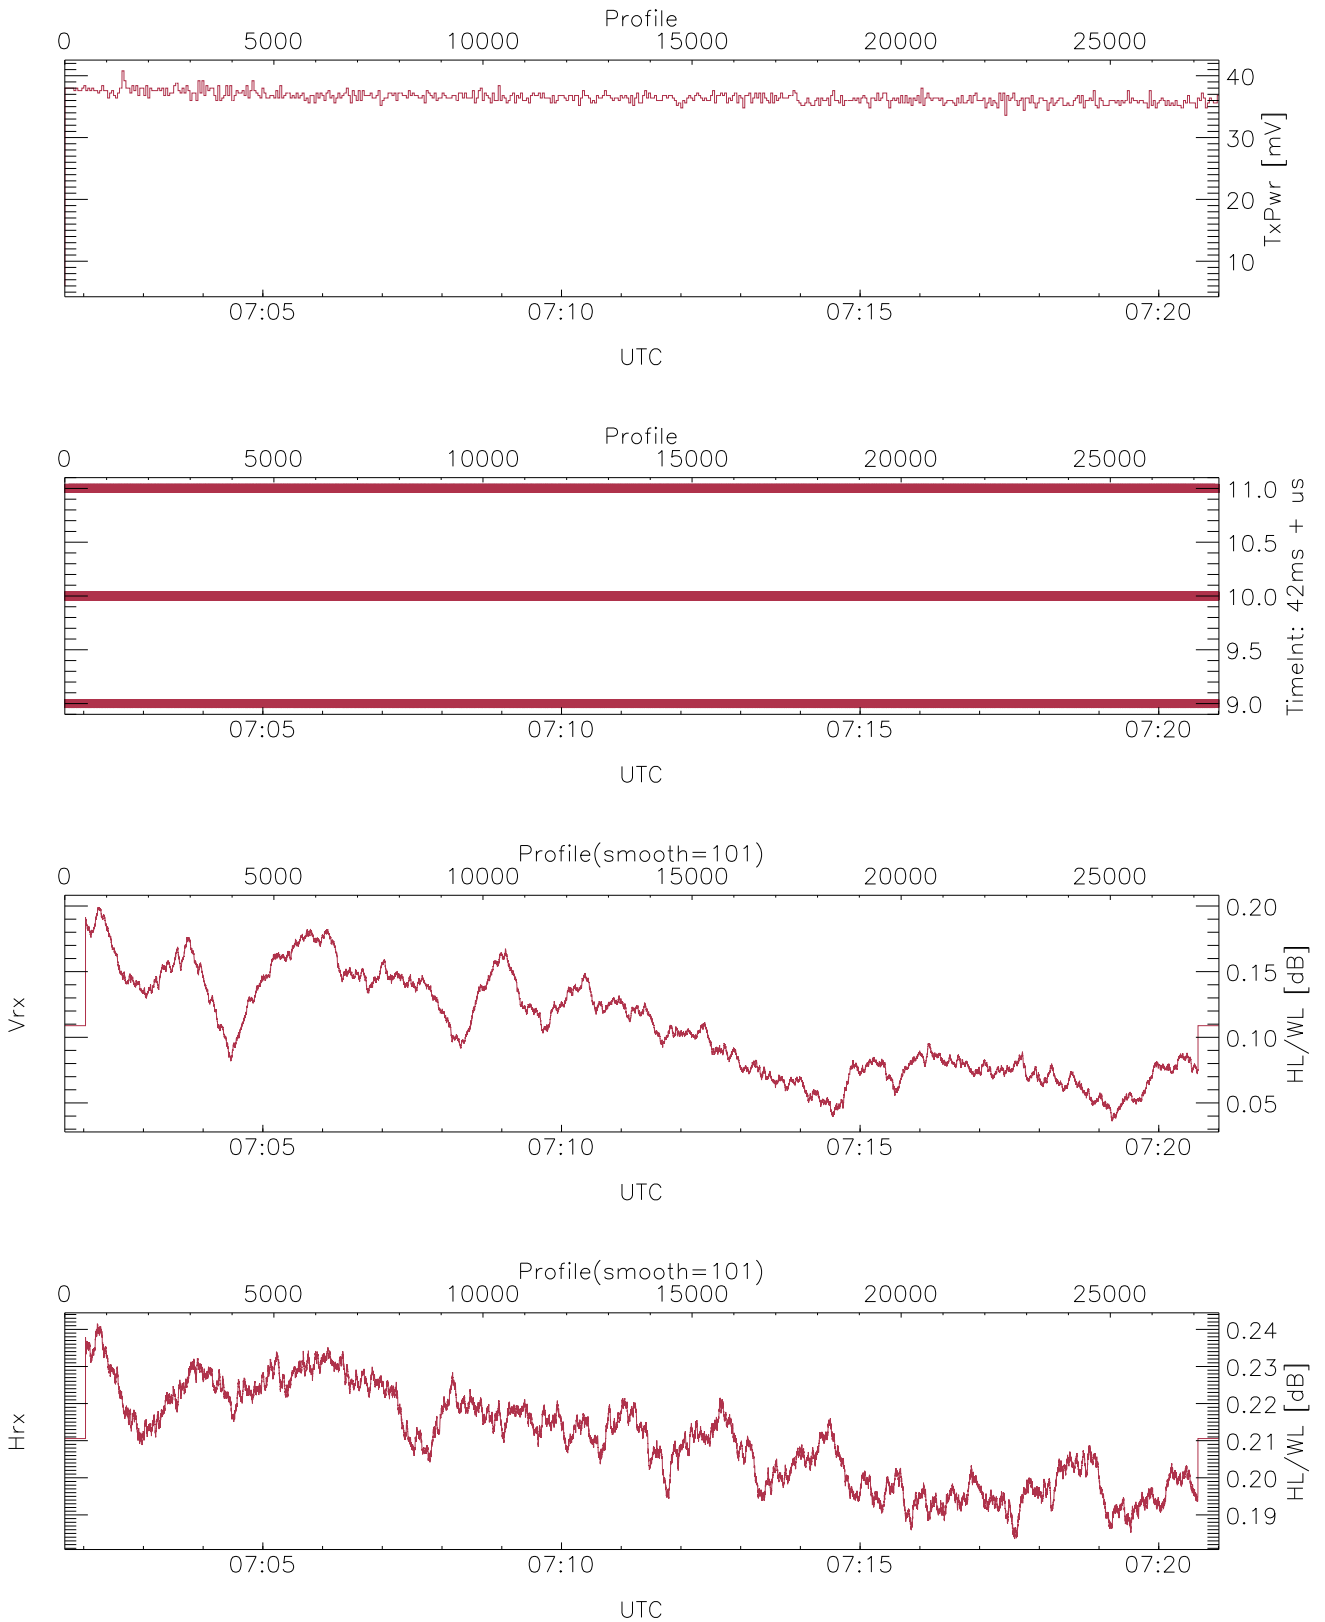 Profile
0 5000 10000 15000 20000 25000
40
30
20
10
TxPwr [mV]
07:05 07:10 07:15 07:20
UTC
Profile
0 5000 10000 15000 20000 25000
11.0
10.5
10.0
9.5
9.0
TimeInt: 42ms + us
07:05 07:10 07:15 07:20
UTC
Profile(smooth=101)
0 5000 10000 15000 20000 25000
Vrx
0.20
0.15
0.10
0.05
HL/WL [dB]
07:05 07:10 07:15 07:20
UTC
Profile(smooth=101)
0 5000 10000 15000 20000 25000
Hrx
0.24
0.23
0.22
0.21
0.20
0.19
HL/WL [dB]
07:05 07:10 07:15 07:20
UTC